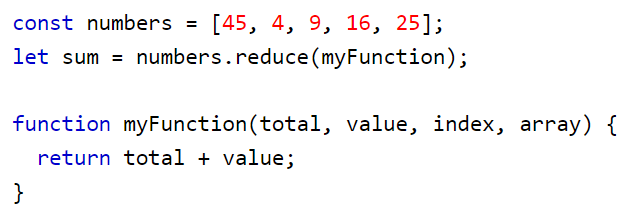 const numbers = [45, 4, 9, 16, 25];
let sum = numbers.reduce(myFunction);
function myFunction(total, value, index, array) {
  return total + value;
}